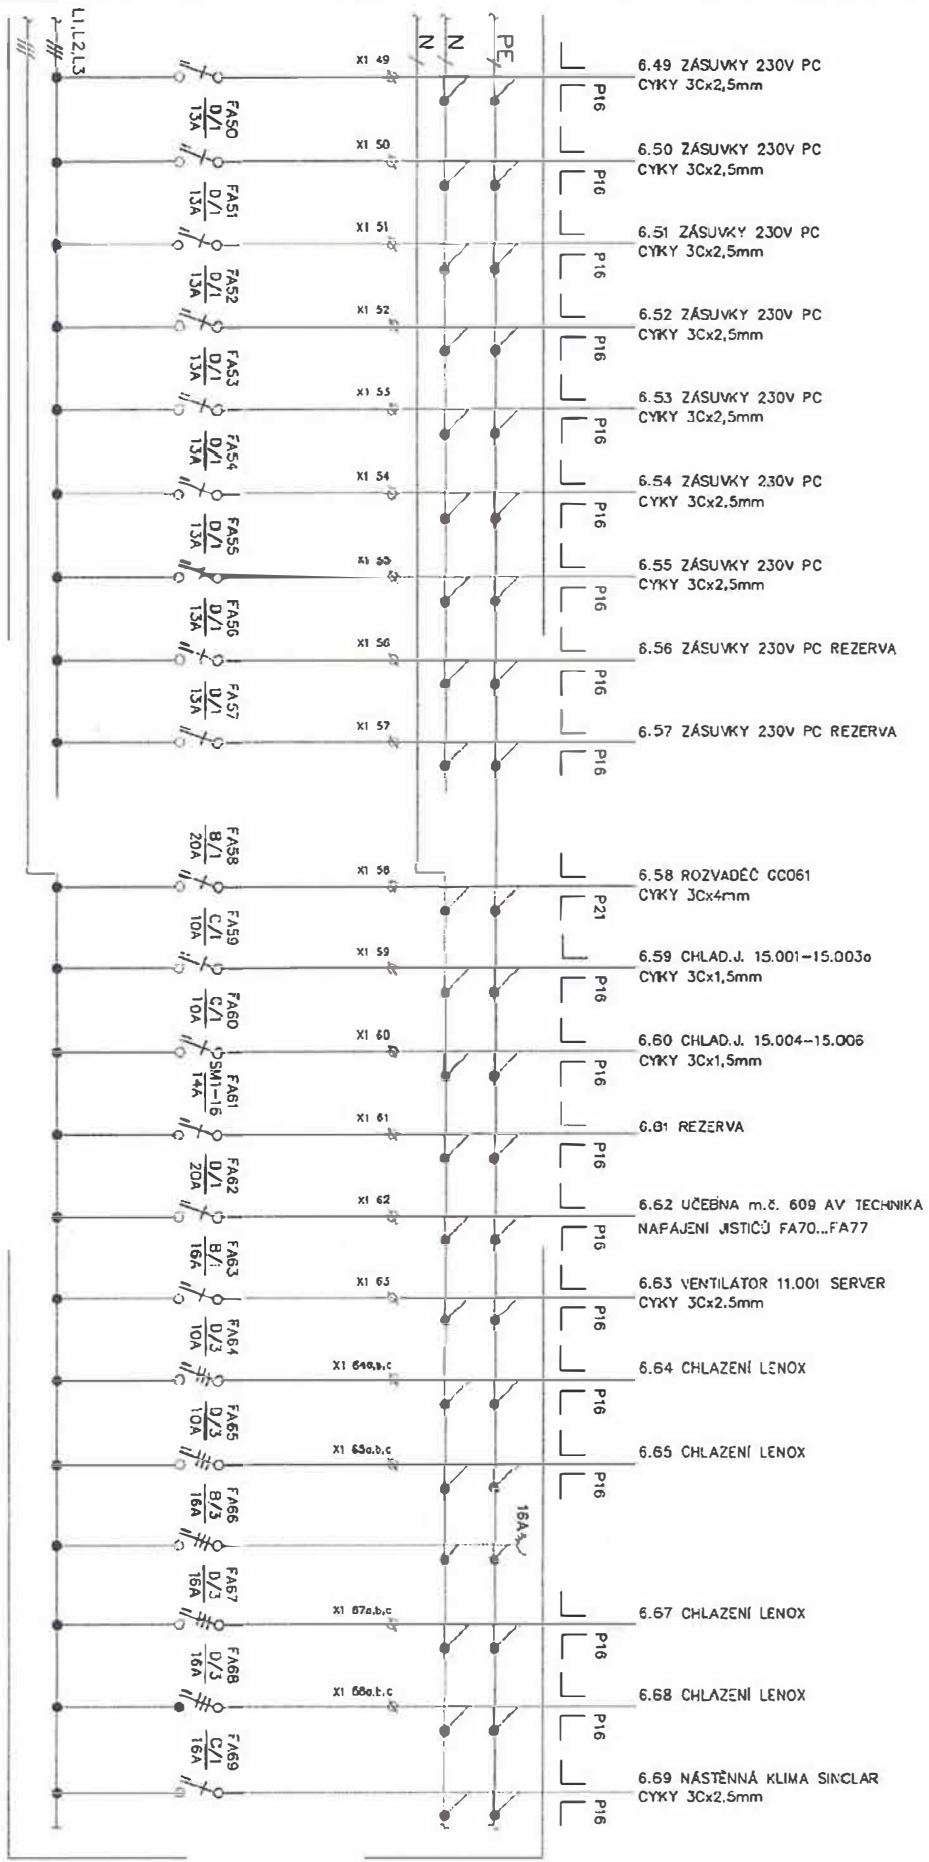 L1,L2,L3
N
N
PE
X1 49
P16
6.49 ZÁSUVKY 230V PC
CYKY 3Cx2,5mm
FA50
D/1
13A
X1 50
P16
6.50 ZÁSUVKY 230V PC
CYKY 3Cx2,5mm
FA51
D/1
13A
X1 51
P16
6.51 ZÁSUVKY 230V PC
CYKY 3Cx2,5mm
FA52
D/1
13A
X1 52
P16
6.52 ZÁSUVKY 230V PC
CYKY 3Cx2,5mm
FA53
D/1
13A
X1 53
P16
6.53 ZÁSUVKY 230V PC
CYKY 3Cx2,5mm
FA54
D/1
13A
X1 54
P16
6.54 ZÁSUVKY 230V PC
CYKY 3Cx2,5mm
FA55
D/1
13A
X1 55
P16
6.55 ZÁSUVKY 230V PC
CYKY 3Cx2,5mm
FA56
D/1
13A
X1 56
P16
6.56 ZÁSUVKY 230V PC REZERVA
FA57
D/1
13A
X1 57
P16
6.57 ZÁSUVKY 230V PC REZERVA
FA58
B/1
20A
X1 58
P21
6.58 ROZVADĚČ GC061
CYKY 3Cx4mm
FA59
C/1
10A
X1 59
P16
6.59 CHLAD.J. 15.001-15.003a
CYKY 3Cx1,5mm
FA60
C/1
10A
X1 60
P16
6.60 CHLAD.J. 15.004-15.006
CYKY 3Cx1,5mm
FA61
SM1-16
14A
X1 61
P16
6.61 REZERVA
FA62
D/1
20A
X1 62
P16
6.62 UČEBNA m.č. 609 AV TECHNIKA
NAPÁJENÍ JISTIČŮ FA70...FA77
FA63
B/1
16A
X1 63
P16
6.63 VENTILÁTOR 11.001 SERVER
CYKY 3Cx2.5mm
FA64
D/3
10A
X1 64a,b,c
P16
6.64 CHLAZENÍ LENOX
FA65
D/3
10A
X1 65a,b,c
P16
6.65 CHLAZENÍ LENOX
FA66
B/3
16A
16A
FA67
D/3
16A
X1 67a,b,c
P16
6.67 CHLAZENÍ LENOX
FA68
D/3
16A
X1 68a,b,c
P16
6.68 CHLAZENÍ LENOX
FA69
C/1
16A
P16
6.69 NÁSTĚNNÁ KLIMA SINCLAR
CYKY 3Cx2,5mm